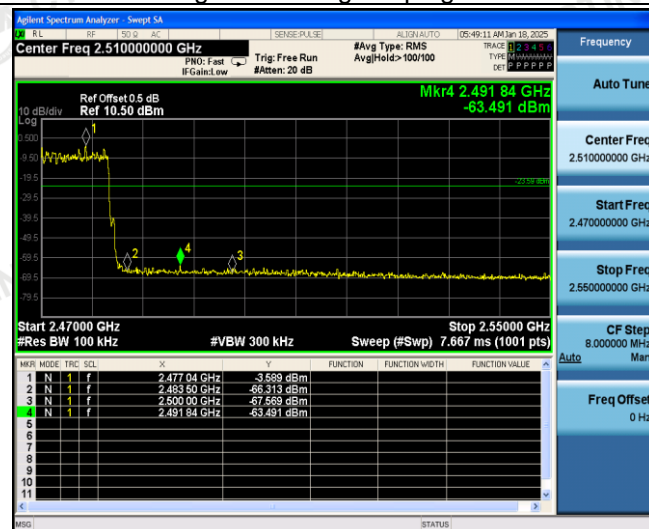 Agilent Spectrum Analyzer - Swept SA
RL RF 50 Ω AC SENSE:PULSE ALIGN AUTO 05:49:11 AM Jan 18, 2025
Center Freq 2.510000000 GHz
PNO: Fast
IFGain:Low
Trig: Free Run
#Atten: 20 dB
#Avg Type: RMS
Avg|Hold:>100/100
TRACE 1 2 3 4 5 6
TYPE M
DET P P P P P P
Mkr4 2.491 84 GHz
-63.491 dBm
Ref Offset 0.5 dB
10 dB/div Ref 10.50 dBm
Log
0.500
-9.50
-19.5
-29.5
-39.5
-49.5
-59.5
-69.5
-79.5
1
2
4
3
-23.59 dBm
Start 2.47000 GHz Stop 2.55000 GHz
#Res BW 100 kHz #VBW 300 kHz Sweep (#Swp) 7.667 ms (1001 pts)
MKR MODE TRC SCL X Y FUNCTION FUNCTION WIDTH FUNCTION VALUE
1 N 1 f 2.477 04 GHz -3.589 dBm
2 N 1 f 2.483 50 GHz -66.313 dBm
3 N 1 f 2.500 00 GHz -67.569 dBm
4 N 1 f 2.491 84 GHz -63.491 dBm
5
6
7
8
9
10
11
MSG STATUS
Frequency
Auto Tune
Center Freq
2.510000000 GHz
Start Freq
2.470000000 GHz
Stop Freq
2.550000000 GHz
CF Step
8.000000 MHz
Auto Man
Freq Offset
0 Hz